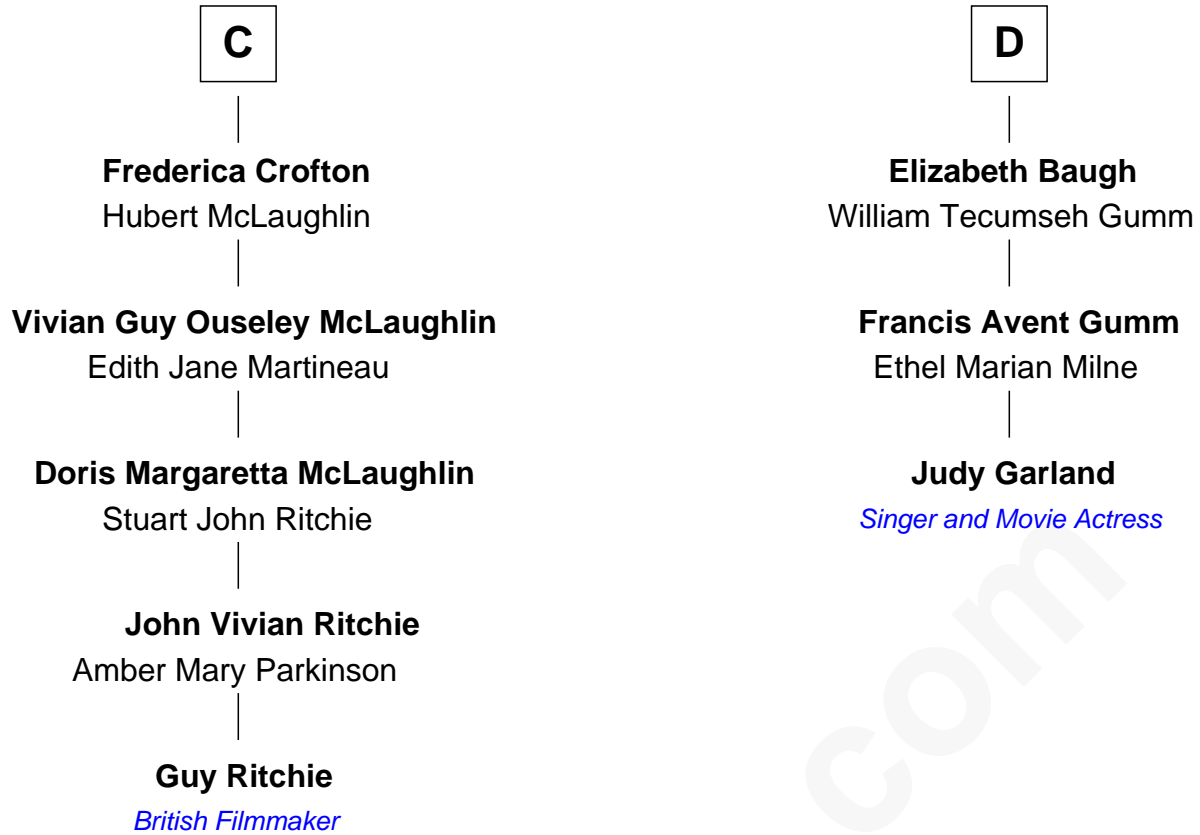 C
Frederica Crofton
Hubert McLaughlin
Vivian Guy Ouseley McLaughlin
Edith Jane Martineau
Doris Margaretta McLaughlin
Stuart John Ritchie
John Vivian Ritchie
Amber Mary Parkinson
Guy Ritchie
British Filmmaker
D
Elizabeth Baugh
William Tecumseh Gumm
Francis Avent Gumm
Ethel Marian Milne
Judy Garland
Singer and Movie Actress
com